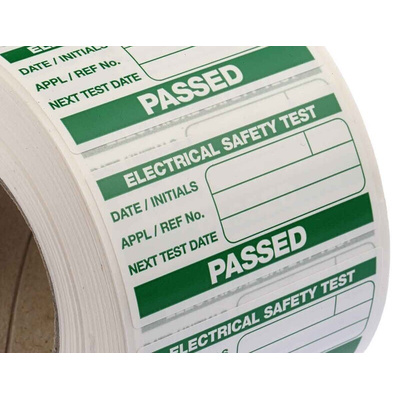 DATE / INITIALS
APPL / REF No.
NEXT TEST DATE
PASSED
ELECTRICAL SAFETY TEST
DATE / INITIALS
APPL / REF No.
NEXT TEST DATE
PASSED
ELECTRICAL SAFETY TEST